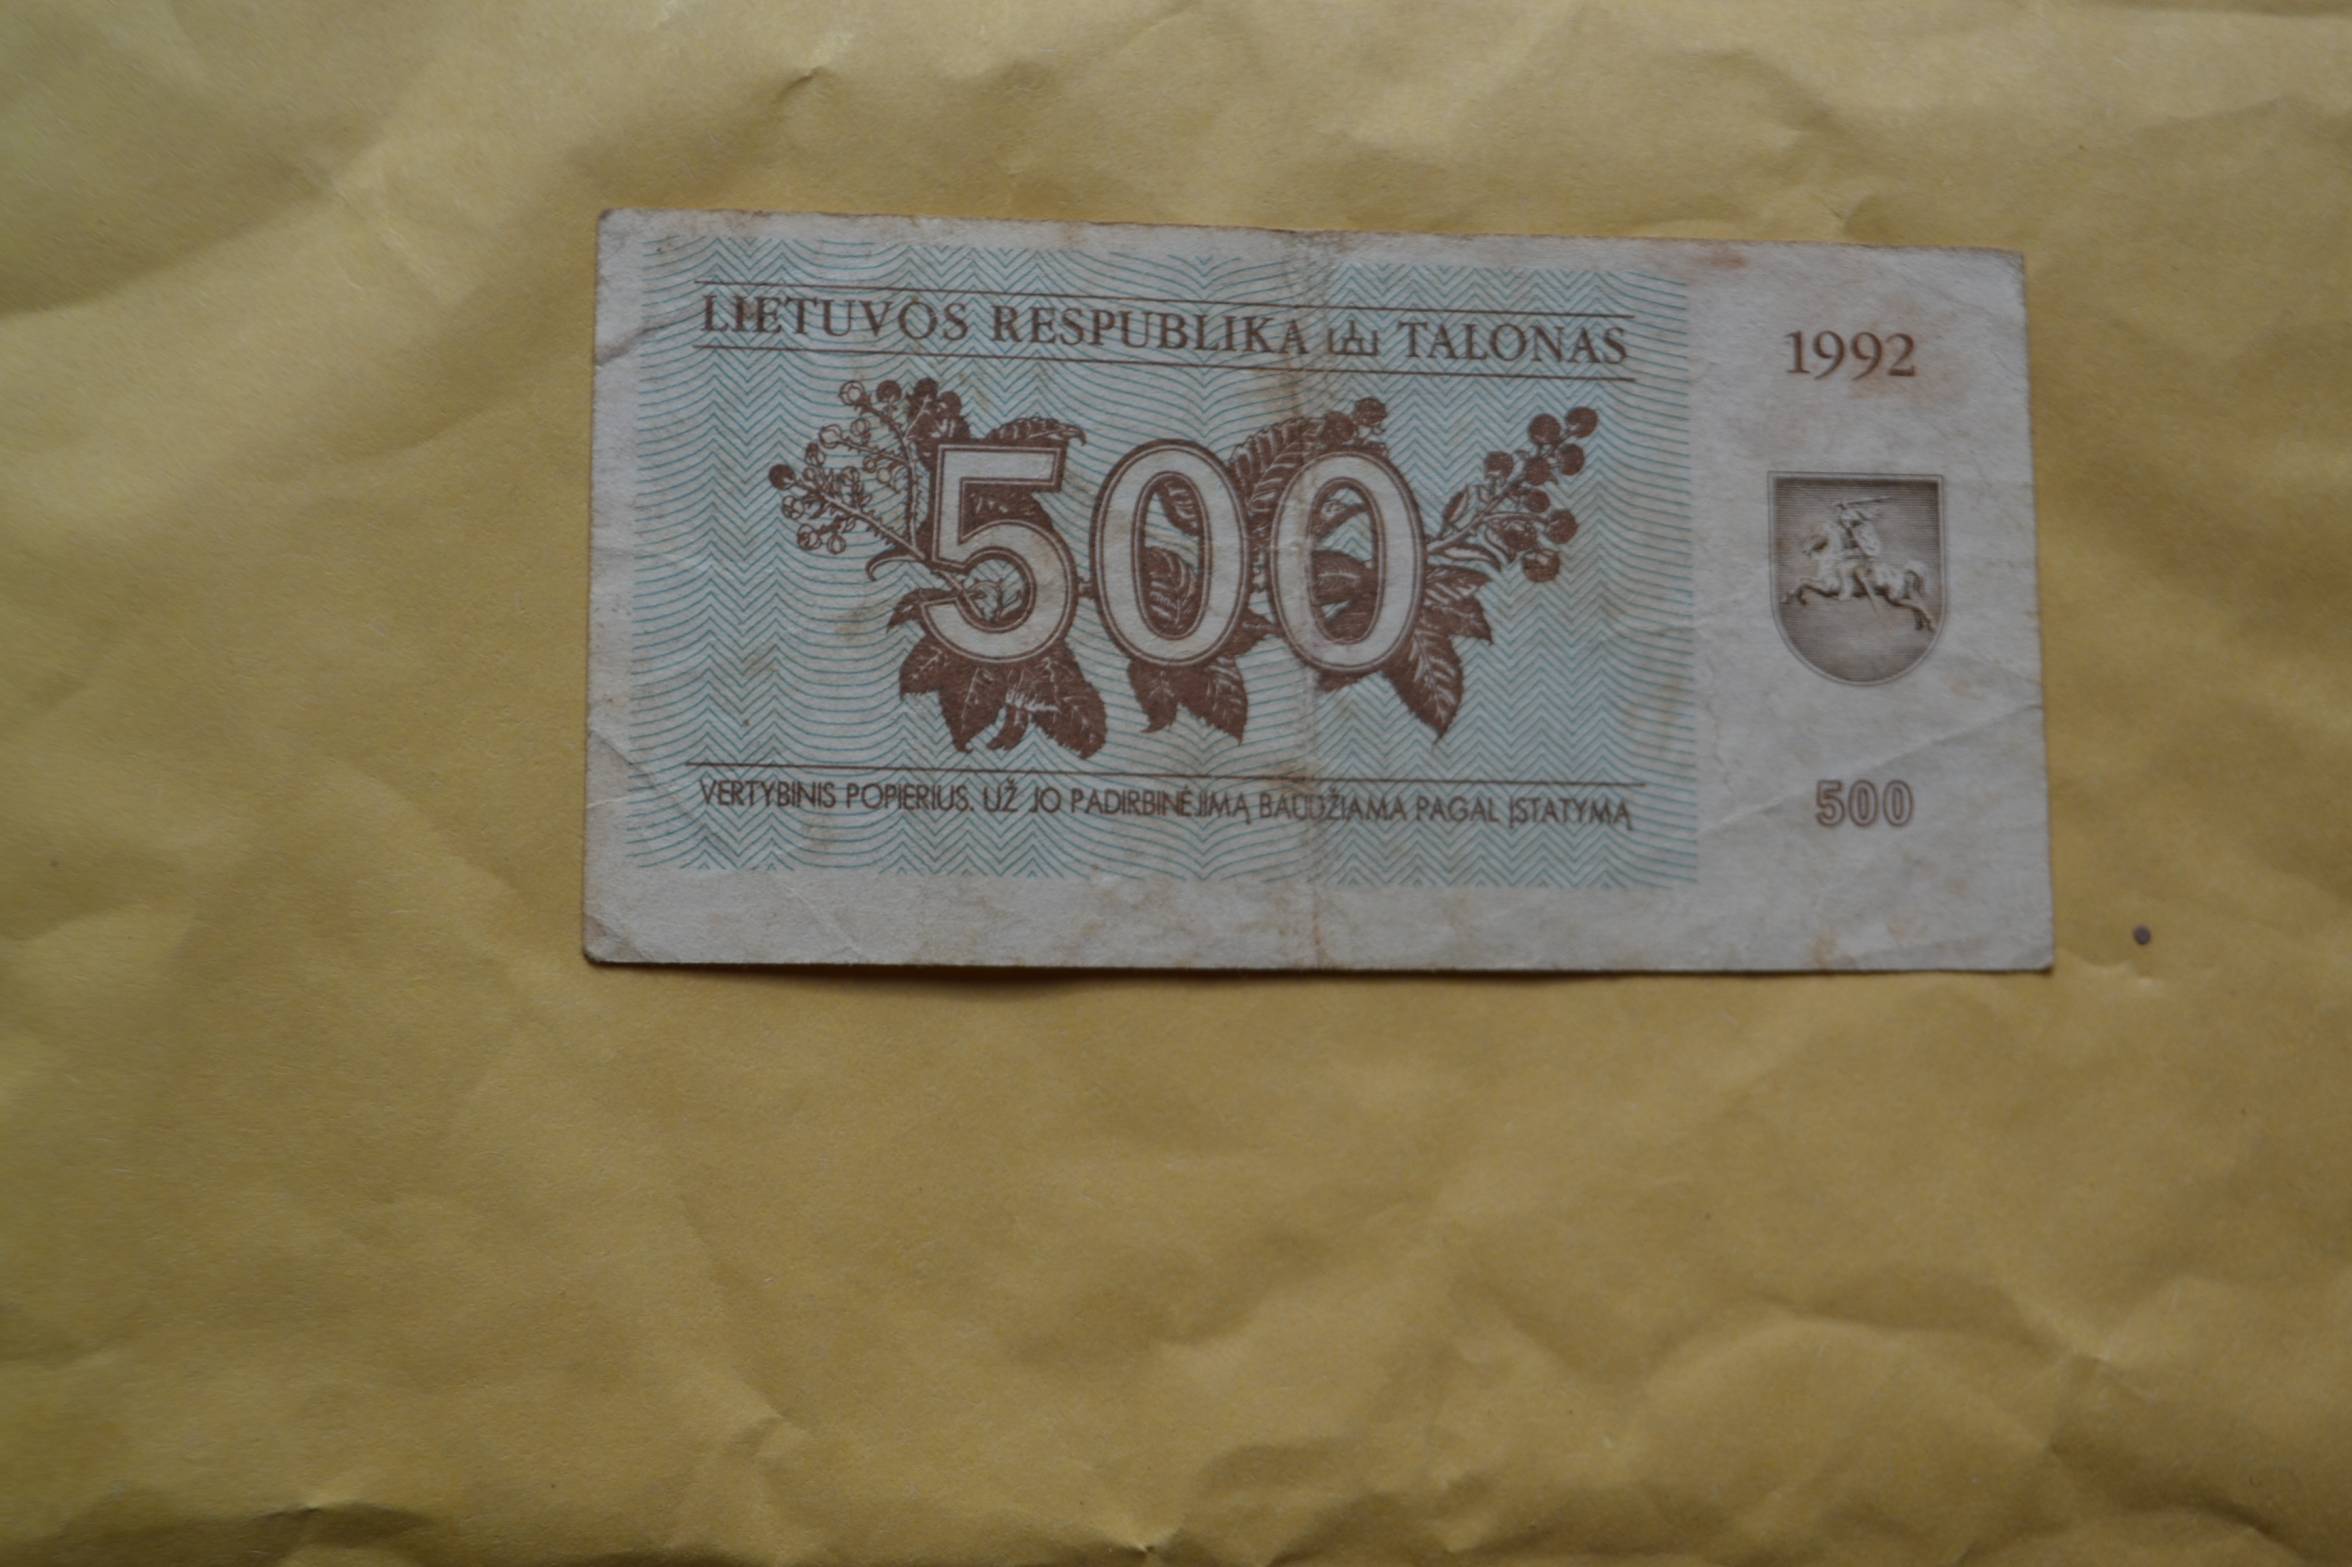 LIETUVOS RESPUBLIKA TALONAS
1992
500
VERTYBINIS POPIERIUS. UŽ JO PADIRBINĖJIMĄ BAUDŽIAMA PAGAL ĮSTATYMĄ
500